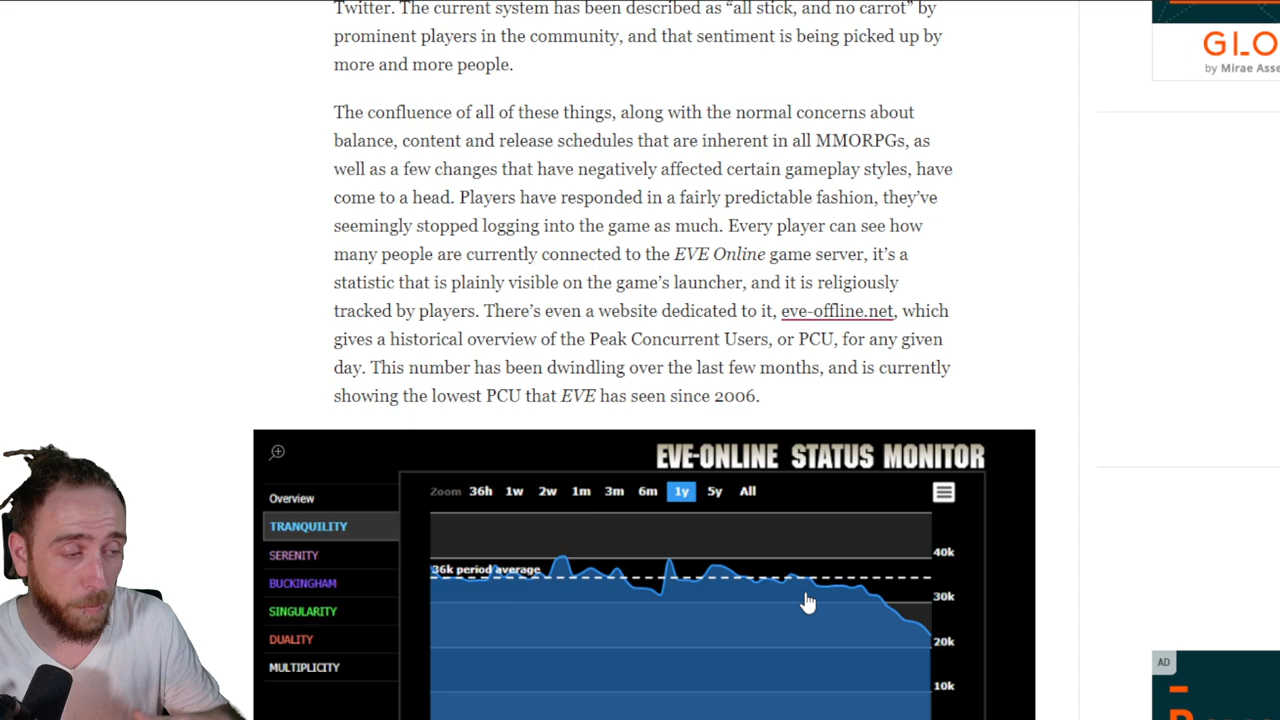 Twitter. The current system has been described as “all stick, and no carrot” by
prominent players in the community, and that sentiment is being picked up by
more and more people.
The confluence of all of these things, along with the normal concerns about
balance, content and release schedules that are inherent in all MMORPGs, as
well as a few changes that have negatively affected certain gameplay styles, have
come to a head. Players have responded in a fairly predictable fashion, they’ve
seemingly stopped logging into the game as much. Every player can see how
many people are currently connected to the EVE Online game server, it’s a
statistic that is plainly visible on the game’s launcher, and it is religiously
tracked by players. There’s even a website dedicated to it, eve-offline.net, which
gives a historical overview of the Peak Concurrent Users, or PCU, for any given
day. This number has been dwindling over the last few months, and is currently
showing the lowest PCU that EVE has seen since 2006.
EVE-ONLINE STATUS MONITOR
Overview
TRANQUILITY
SERENITY
BUCKINGHAM
SINGULARITY
DUALITY
MULTIPLICITY
Zoom 36h 1w 2w 1m 3m 6m 1y 5y All
36k period average
40k
30k
20k
10k
GLO
by Mirae Asse
AD